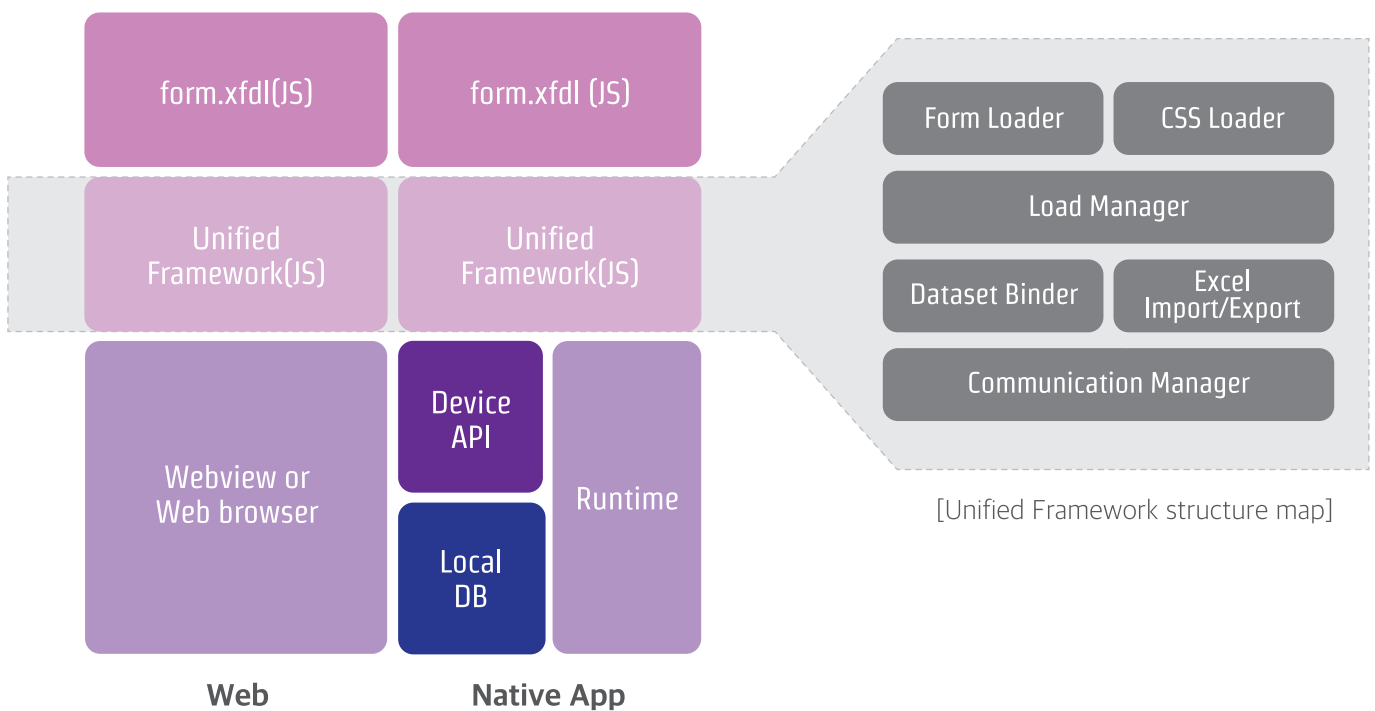 form.xfdl(JS)
form.xfdl (JS)
Unified
Framework(JS)
Unified
Framework(JS)
Webview or
Web browser
Device
API
Local
DB
Runtime
Web
Native App
Form Loader
CSS Loader
Load Manager
Dataset Binder
Excel
Import/Export
Communication Manager
[Unified Framework structure map]